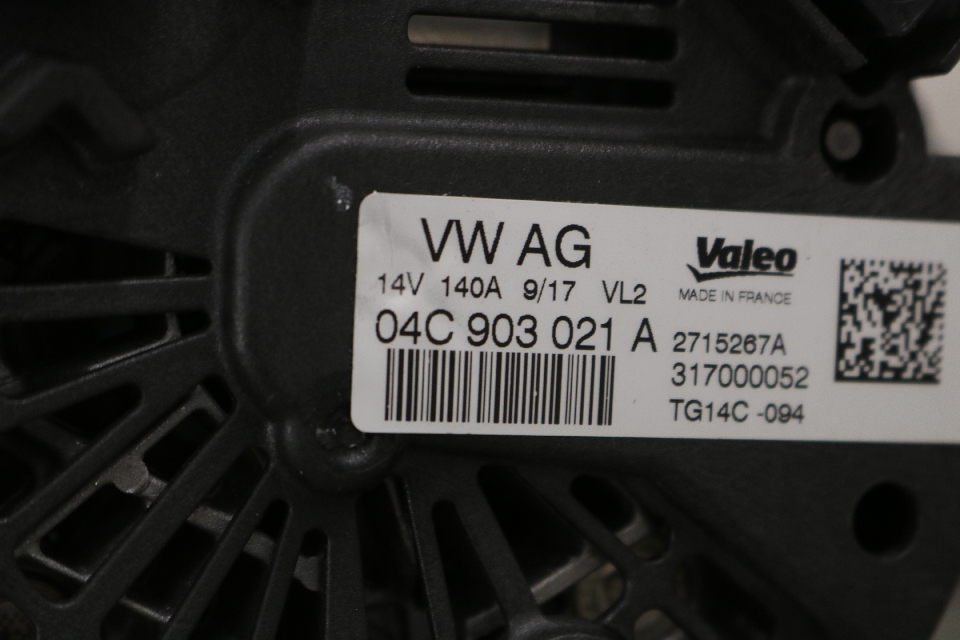 VW AG
14V 140A 9/17 VL2
04C 903 021 A
Valeo
MADE IN FRANCE
2715267A
317000052
TG14C -094